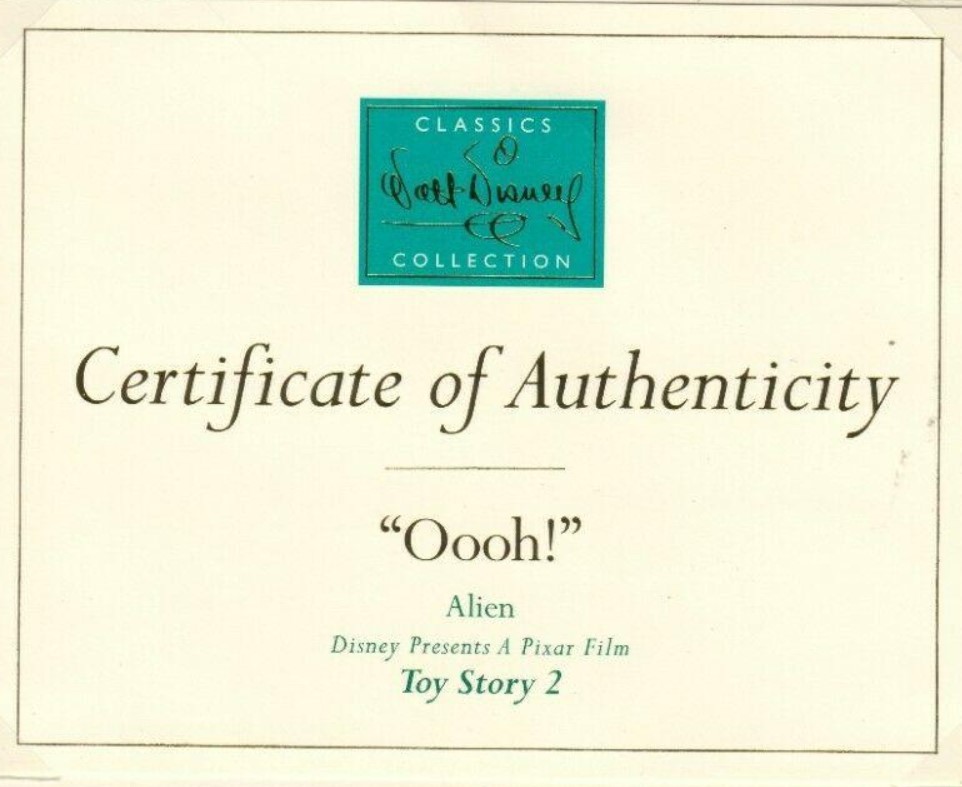 CLASSICS
Walt Disney
COLLECTION
Certificate of Authenticity
“Oooh!”
Alien
Disney Presents A Pixar Film
Toy Story 2